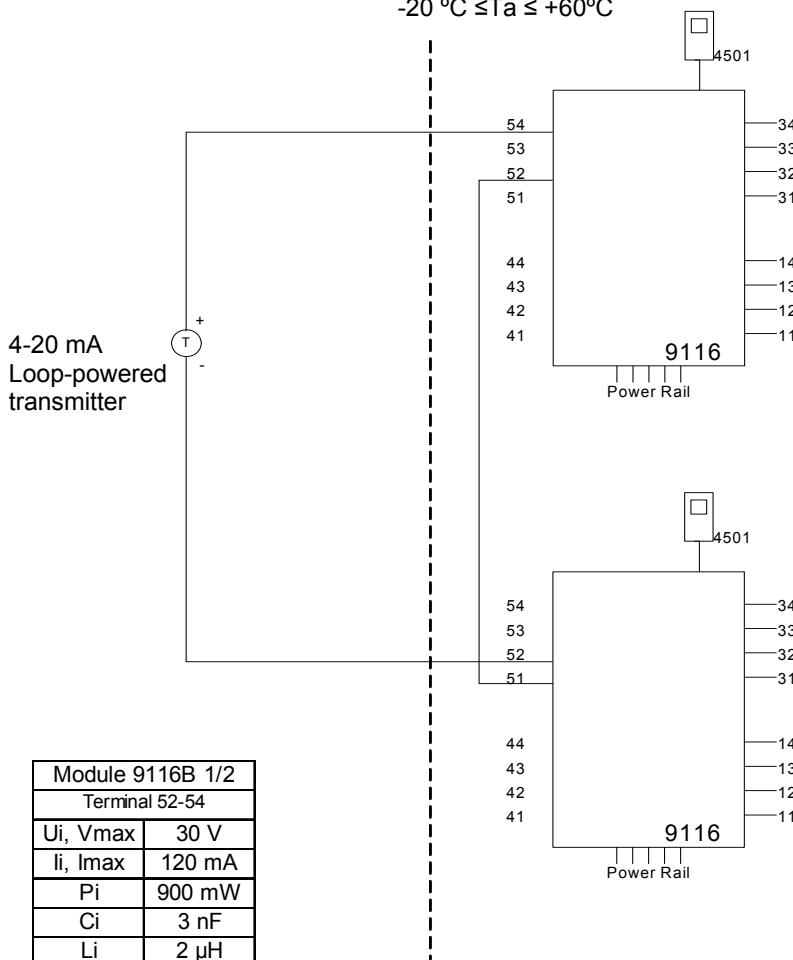 -20 ºC ≤Ta ≤ +60ºC
4501
54
53
52
51
44
43
42
41
34
33
32
31
14
13
12
11
9116
Power Rail
4-20 mA
Loop-powered
transmitter
+
T
-
4501
54
53
52
51
44
43
42
41
34
33
32
31
14
13
12
11
9116
Power Rail
Module 9116B 1/2
Terminal 52-54
Ui, Vmax 30 V
Ii, Imax 120 mA
Pi 900 mW
Ci 3 nF
Li 2 µH